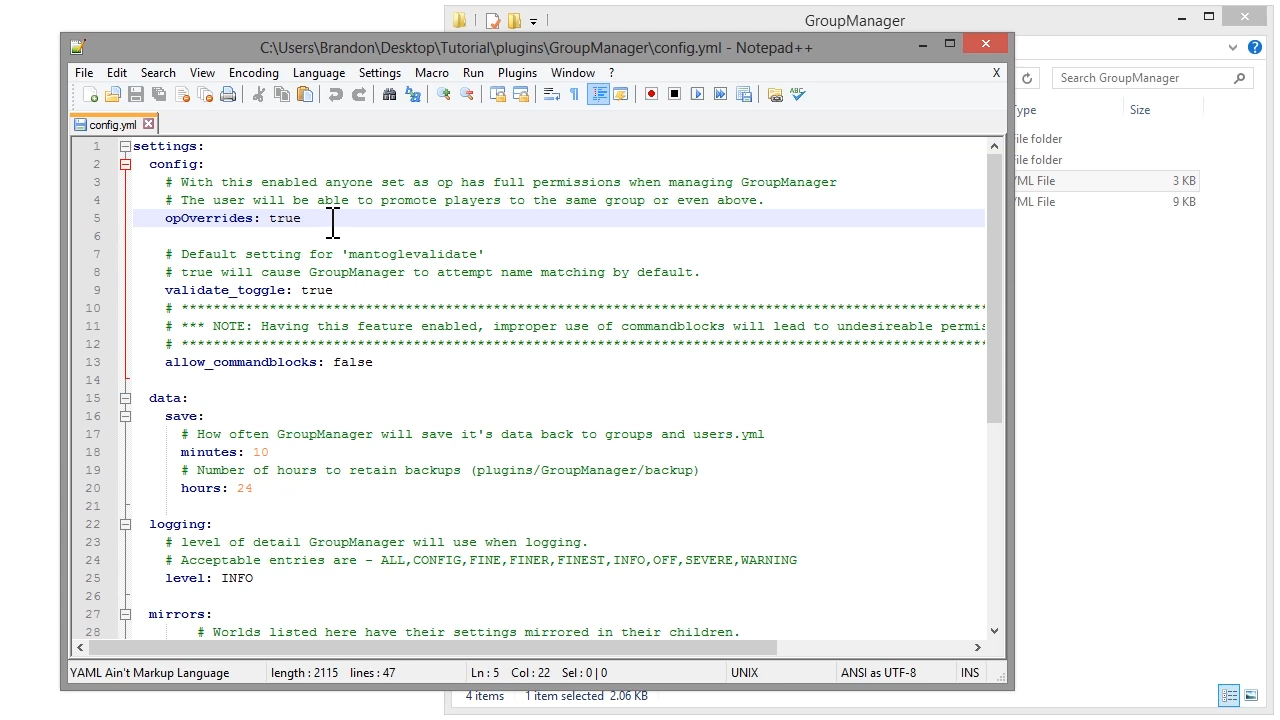 GroupManager
C:\Users\Brandon\Desktop\Tutorial\plugins\GroupManager\config.yml - Notepad++
File Edit Search View Encoding Language Settings Macro Run Plugins Window ? X
Search GroupManager
config.yml
Type Size
File folder
File folder
YML File 3 KB
YML File 9 KB
1 settings:
2 config:
3 # With this enabled anyone set as op has full permissions when managing GroupManager
4 # The user will be able to promote players to the same group or even above.
5 opOverrides: true
6
7 # Default setting for 'mantoglevalidate'
8 # true will cause GroupManager to attempt name matching by default.
9 validate_toggle: true
10 # ******************************************************************************************************
11 # *** NOTE: Having this feature enabled, improper use of commandblocks will lead to undesireable permis
12 # ******************************************************************************************************
13 allow_commandblocks: false
14
15 data:
16 save:
17 # How often GroupManager will save it's data back to groups and users.yml
18 minutes: 10
19 # Number of hours to retain backups (plugins/GroupManager/backup)
20 hours: 24
21
22 logging:
23 # level of detail GroupManager will use when logging.
24 # Acceptable entries are - ALL,CONFIG,FINE,FINER,FINEST,INFO,OFF,SEVERE,WARNING
25 level: INFO
26
27 mirrors:
28 # Worlds listed here have their settings mirrored in their children.
YAML Ain't Markup Language length : 2115 lines : 47 Ln : 5 Col : 22 Sel : 0 | 0 UNIX ANSI as UTF-8 INS
4 items 1 item selected 2.06 KB